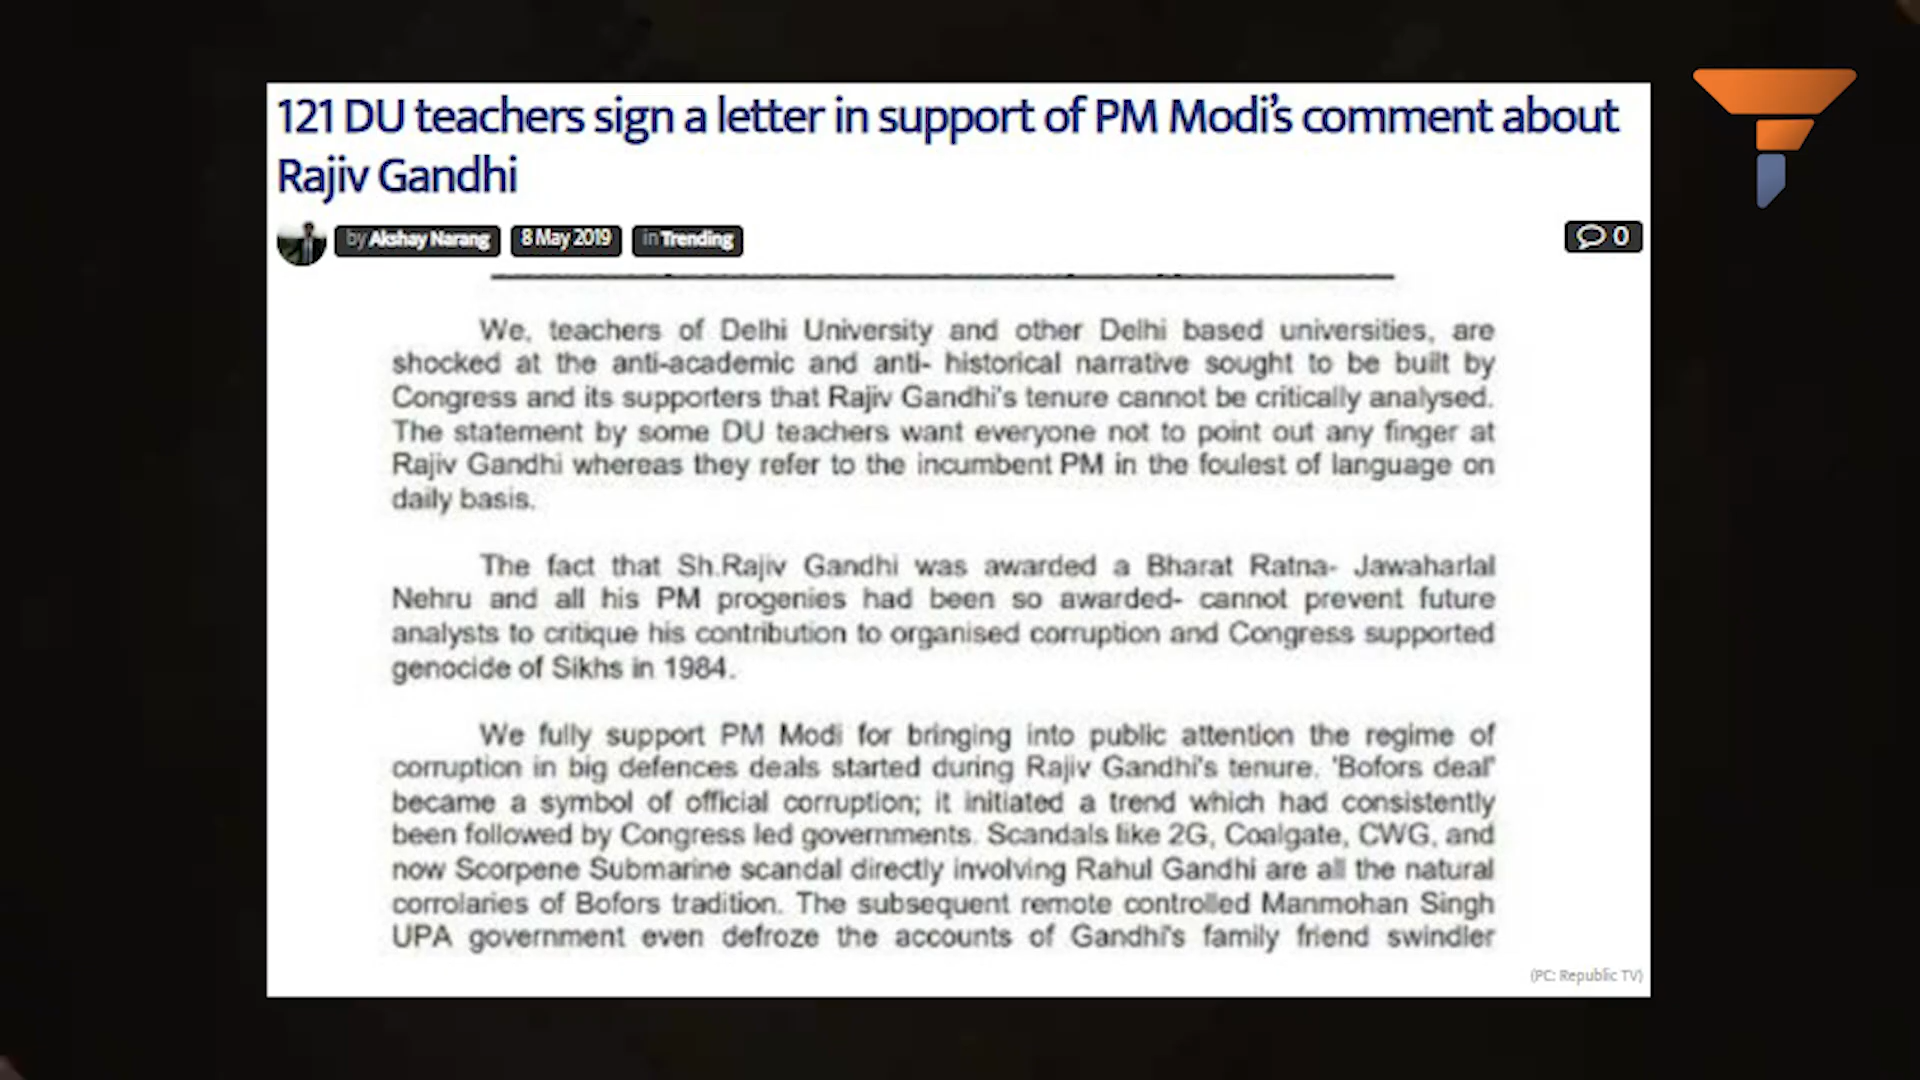 121 DU teachers sign a letter in support of PM Modi's comment about
Rajiv Gandhi
by Akshay Narang 8 May 2019 in Trending 0
We, teachers of Delhi University and other Delhi based universities, are
shocked at the anti-academic and anti- historical narrative sought to be built by
Congress and its supporters that Rajiv Gandhi's tenure cannot be critically analysed.
The statement by some DU teachers want everyone not to point out any finger at
Rajiv Gandhi whereas they refer to the incumbent PM in the foulest of language on
daily basis.
The fact that Sh.Rajiv Gandhi was awarded a Bharat Ratna- Jawaharlal
Nehru and all his PM progenies had been so awarded- cannot prevent future
analysts to critique his contribution to organised corruption and Congress supported
genocide of Sikhs in 1984.
We fully support PM Modi for bringing into public attention the regime of
corruption in big defences deals started during Rajiv Gandhi's tenure. 'Bofors deal'
became a symbol of official corruption; it initiated a trend which had consistently
been followed by Congress led governments. Scandals like 2G, Coalgate, CWG, and
now Scorpene Submarine scandal directly involving Rahul Gandhi are all the natural
corrolaries of Bofors tradition. The subsequent remote controlled Manmohan Singh
UPA government even defroze the accounts of Gandhi's family friend swindler
(PC: Republic TV)